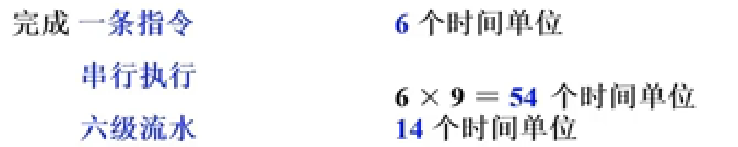 完成 一条指令 6 个时间单位
串行执行
6 × 9 = 54 个时间单位
六级流水 14 个时间单位